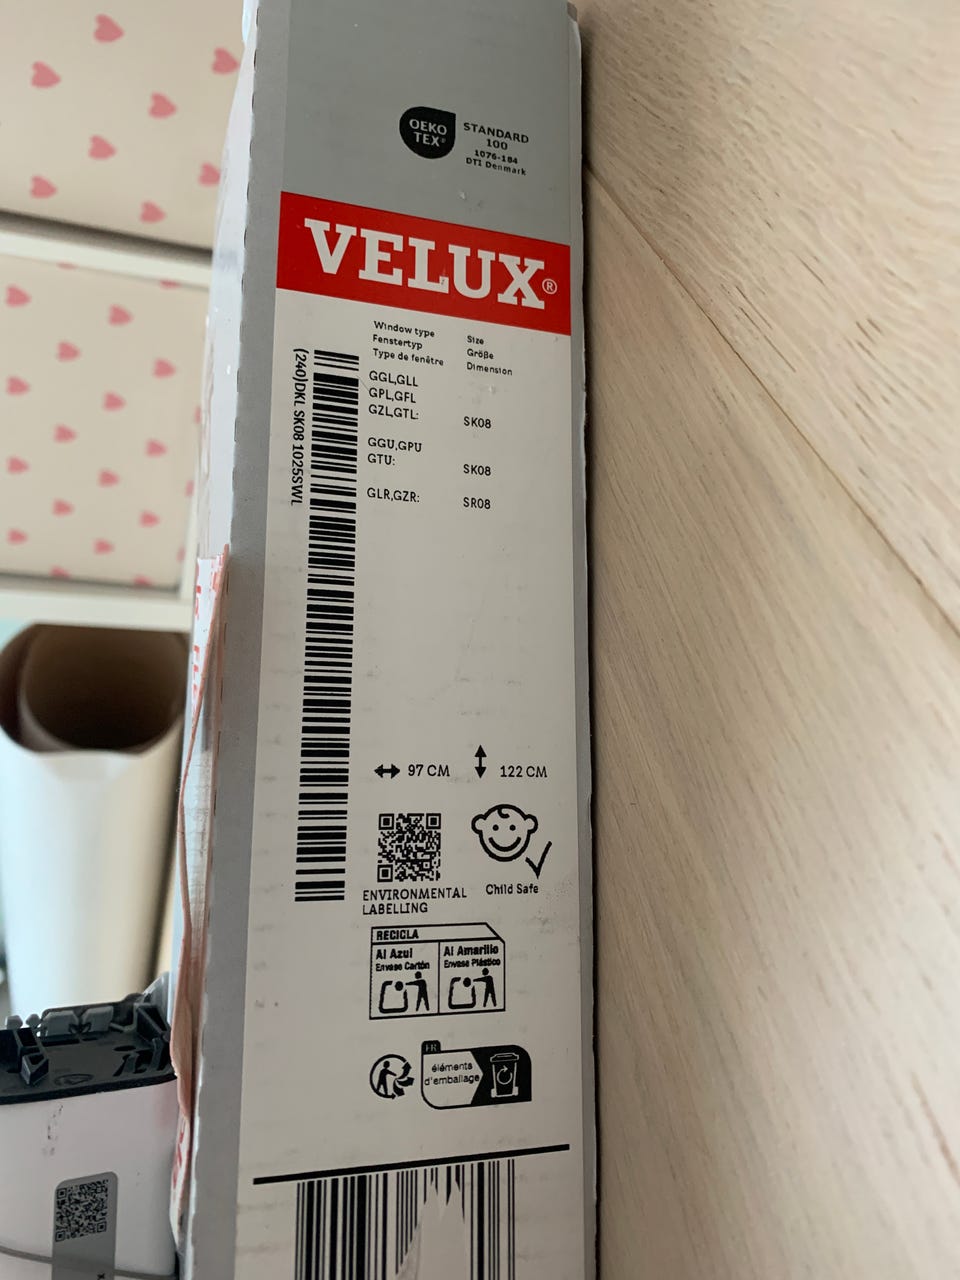 OEKO
TEX®
STANDARD
100
1076-184
DTI Denmark
VELUX®
Window type
Fenstertyp
Type de fenêtre
Size
Größe
Dimension
GGL,GLL
GPL,GFL
GZL,GTL: SK08
GGU,GPU
GTU: SK08
GLR,GZR: SR08
(240)DKL SK08 1025SWL
97 CM 122 CM
ENVIRONMENTAL
LABELLING
Child Safe
RECICLA
Al Azul
Envase Cartón
Al Amarillo
Envase Plástico
FR
éléments
d'emballage